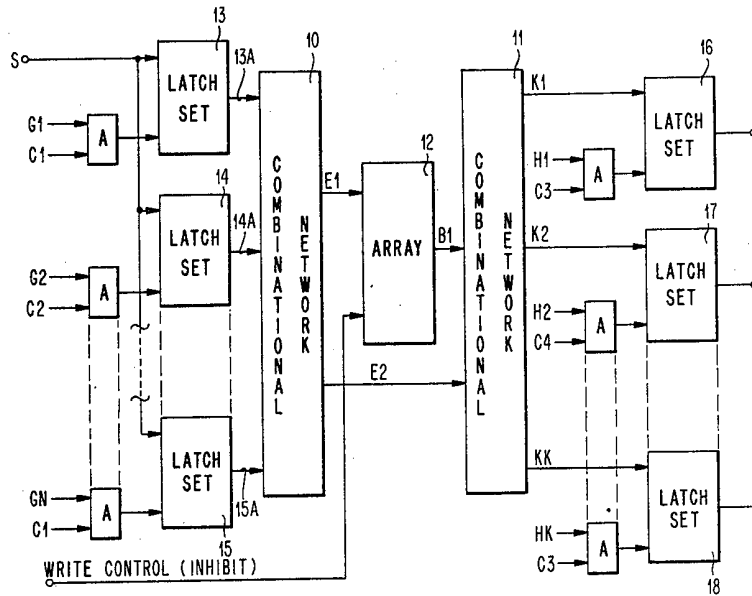 13
10
11
16
S
LATCH SET
13A
K1
LATCH SET
G1
C1
A
H1
C3
A
12
14
E1
17
LATCH SET
14A
ARRAY
B1
K2
LATCH SET
G2
C2
A
H2
C4
A
COMBINATIONAL NETWORK
COMBINATIONAL NETWORK
E2
LATCH SET
15A
KK
LATCH SET
GN
C1
A
15
HK
C3
A
18
WRITE CONTROL (INHIBIT)